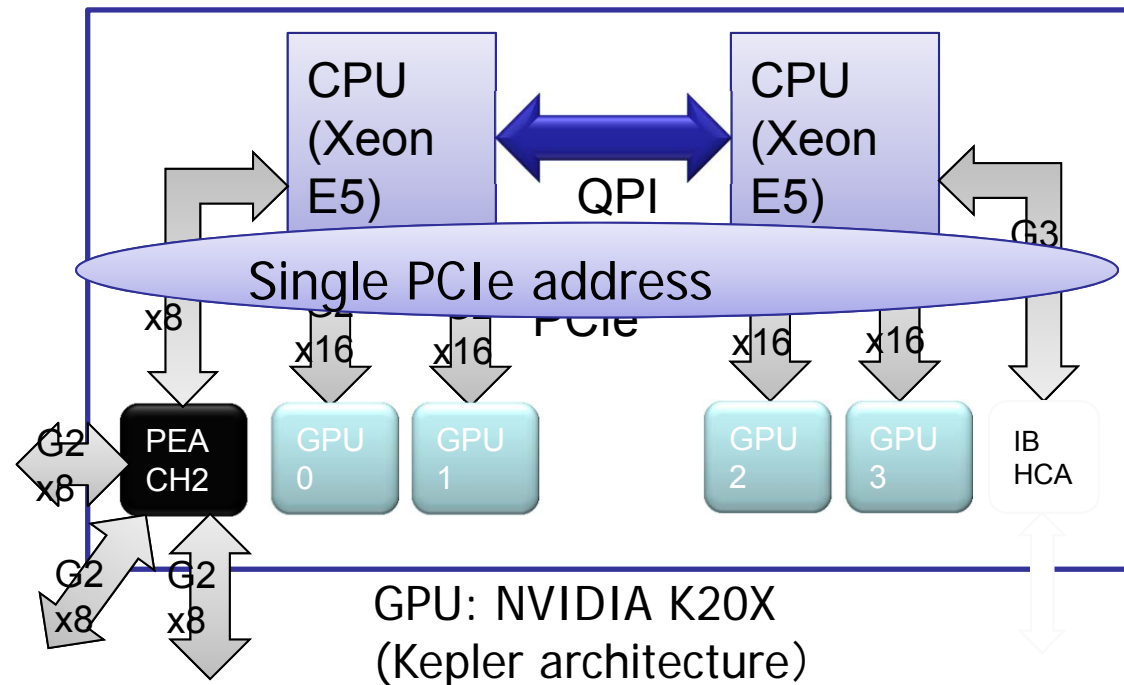 CPU
(Xeon
E5)
CPU
(Xeon
E5)
QPI
G3
Single PCIe address
PCIe
x8
x16
x16
x16
x16
G2
x8
PEA
CH2
GPU
0
GPU
1
GPU
2
GPU
3
IB
HCA
G2
x8
G2
x8
GPU: NVIDIA K20X
(Kepler architecture)